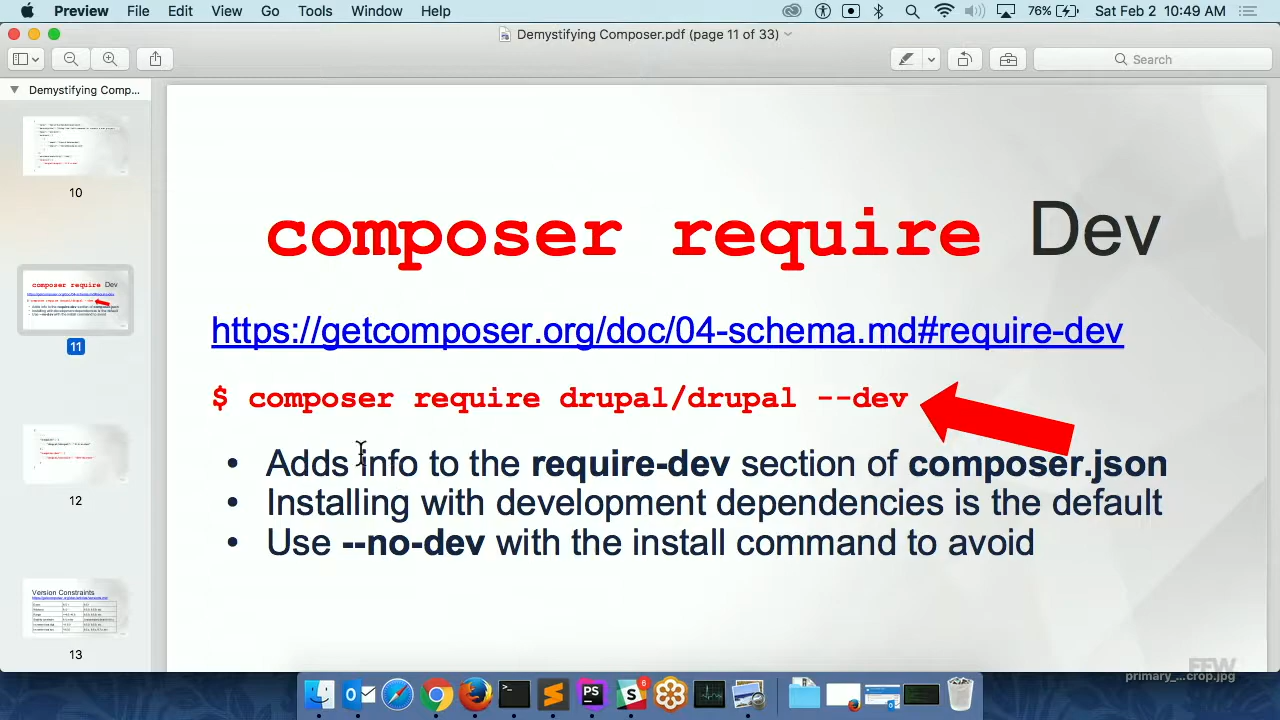 Preview File Edit View Go Tools Window Help 76% Sat Feb 2 10:49 AM
Demystifying Composer.pdf (page 11 of 33)
Search
Demystifying Comp...
10
11
12
Version Constraints
13
composer require Dev
https://getcomposer.org/doc/04-schema.md#require-dev
$ composer require drupal/drupal --dev
• Adds info to the require-dev section of composer.json
• Installing with development dependencies is the default
• Use --no-dev with the install command to avoid
FFW
primary_...crop.jpg
PS
6